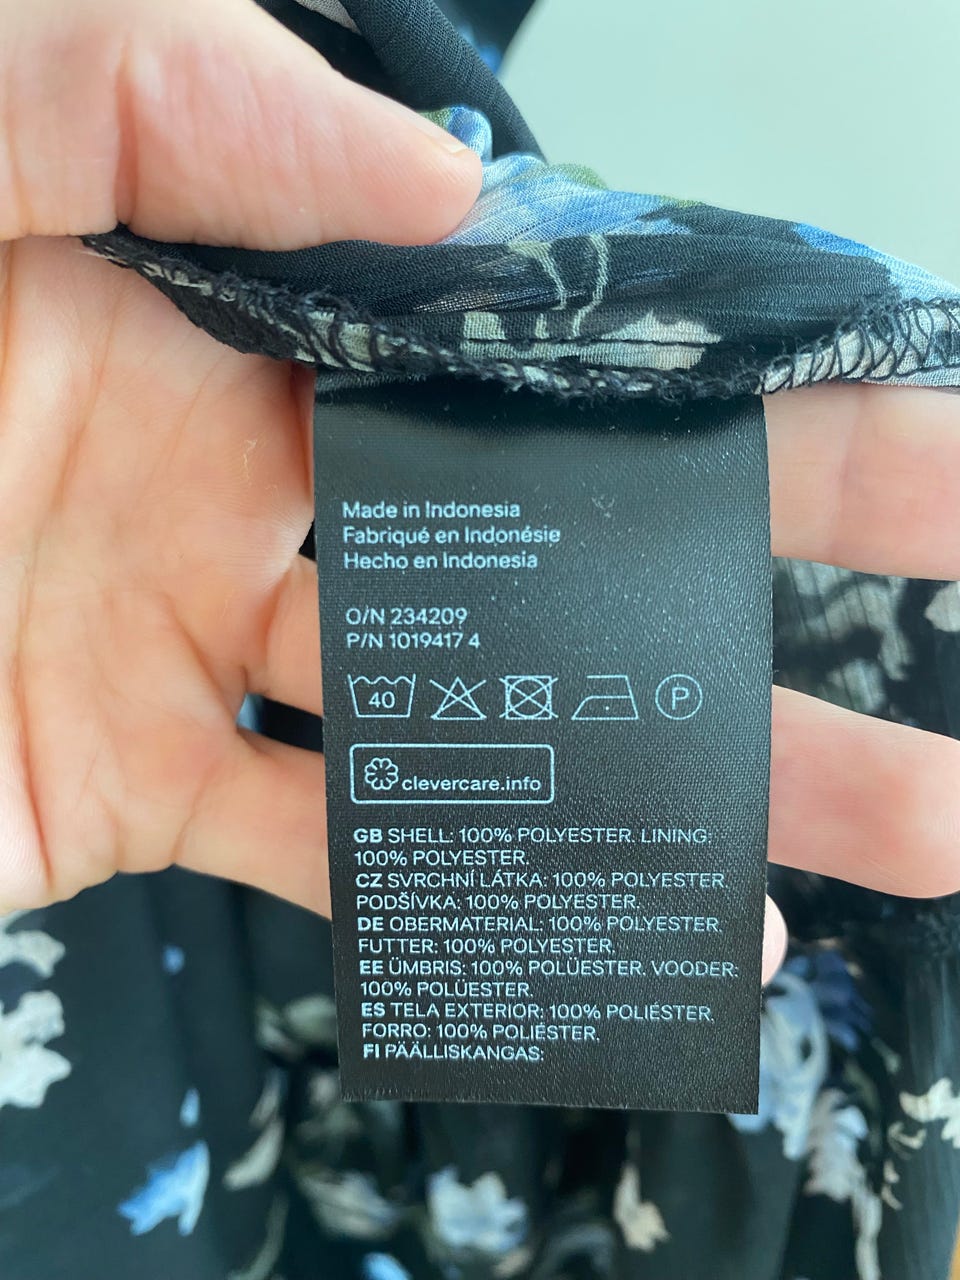 Made in Indonesia
Fabriqué en Indonésie
Hecho en Indonesia
O/N 234209
P/N 1019417 4
40 P
clevercare.info
GB SHELL: 100% POLYESTER. LINING:
100% POLYESTER.
CZ SVRCHNÍ LÁTKA: 100% POLYESTER.
PODŠÍVKA: 100% POLYESTER.
DE OBERMATERIAL: 100% POLYESTER.
FUTTER: 100% POLYESTER.
EE ÜMBRIS: 100% POLÜESTER. VOODER:
100% POLÜESTER.
ES TELA EXTERIOR: 100% POLIÉSTER.
FORRO: 100% POLIÉSTER.
FI PÄÄLLISKANGAS: